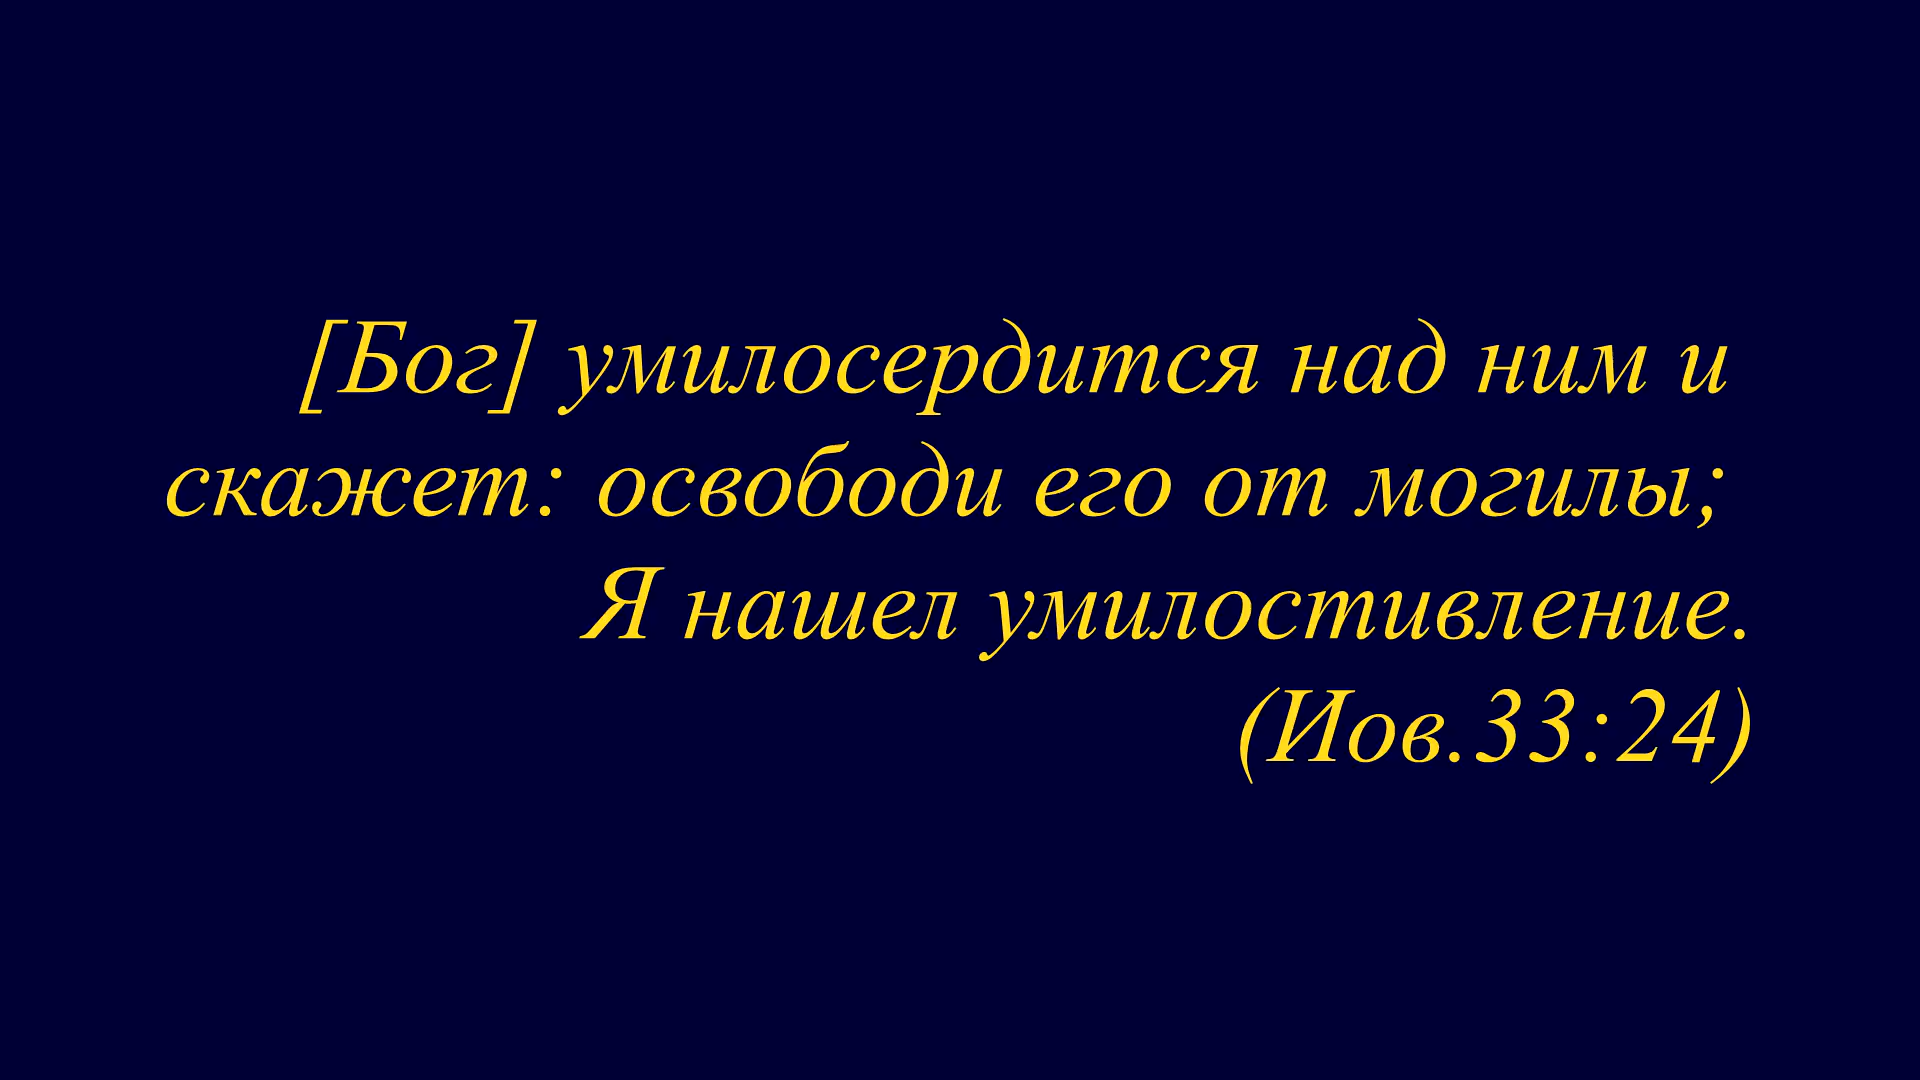 [Бог] умилосердится над ним и
скажет: освободи его от могилы;
Я нашел умилостивление.
(Иов.33:24)